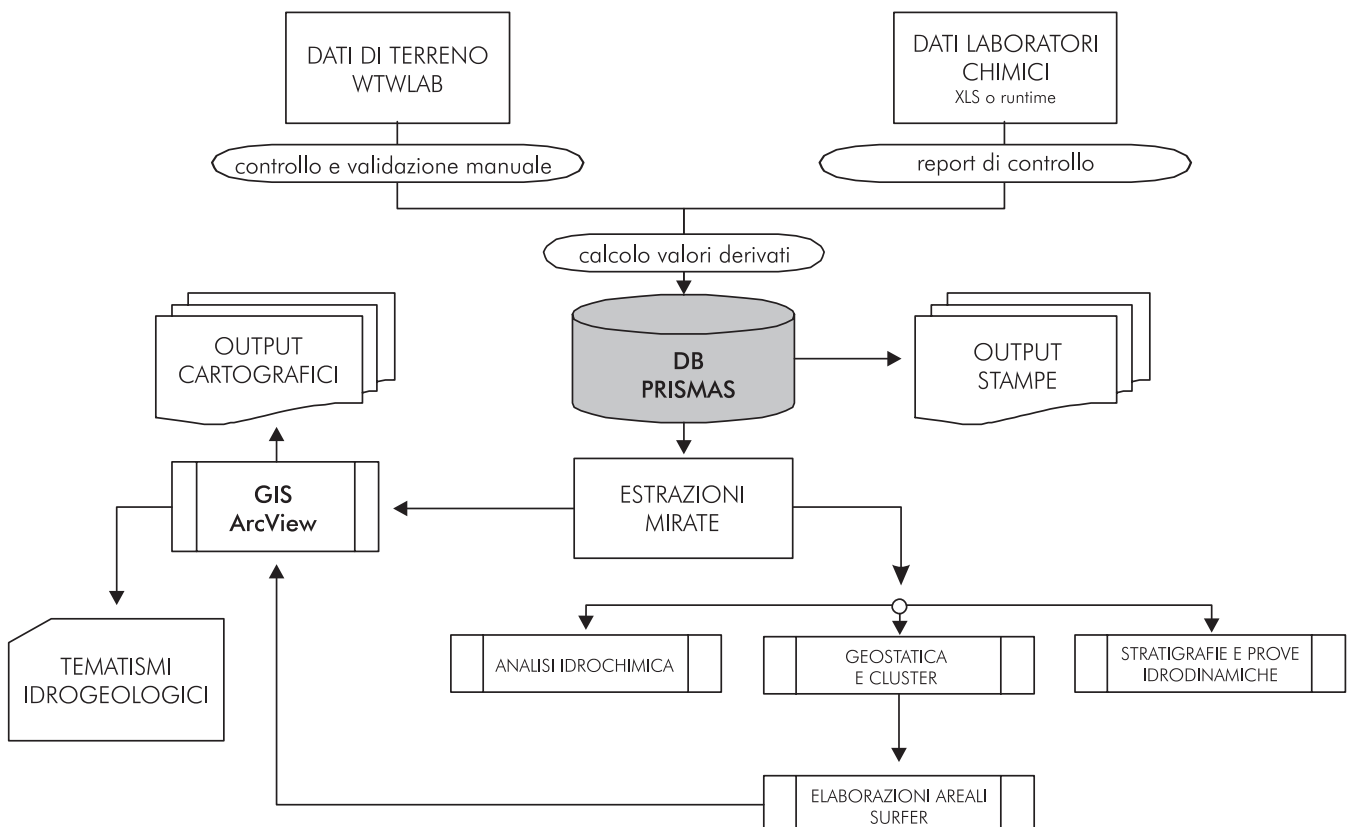 DATI DI TERRENO
WTWLAB
DATI LABORATORI
CHIMICI
XLS o runtime
controllo e validazione manuale
report di controllo
calcolo valori derivati
OUTPUT
CARTOGRAFICI
DB
PRISMAS
OUTPUT
STAMPE
GIS
ArcView
ESTRAZIONI
MIRATE
TEMATISMI
IDROGEOLOGICI
ANALISI IDROCHIMICA
GEOSTATICA
E CLUSTER
STRATIGRAFIE E PROVE
IDRODINAMICHE
ELABORAZIONI AREALI
SURFER